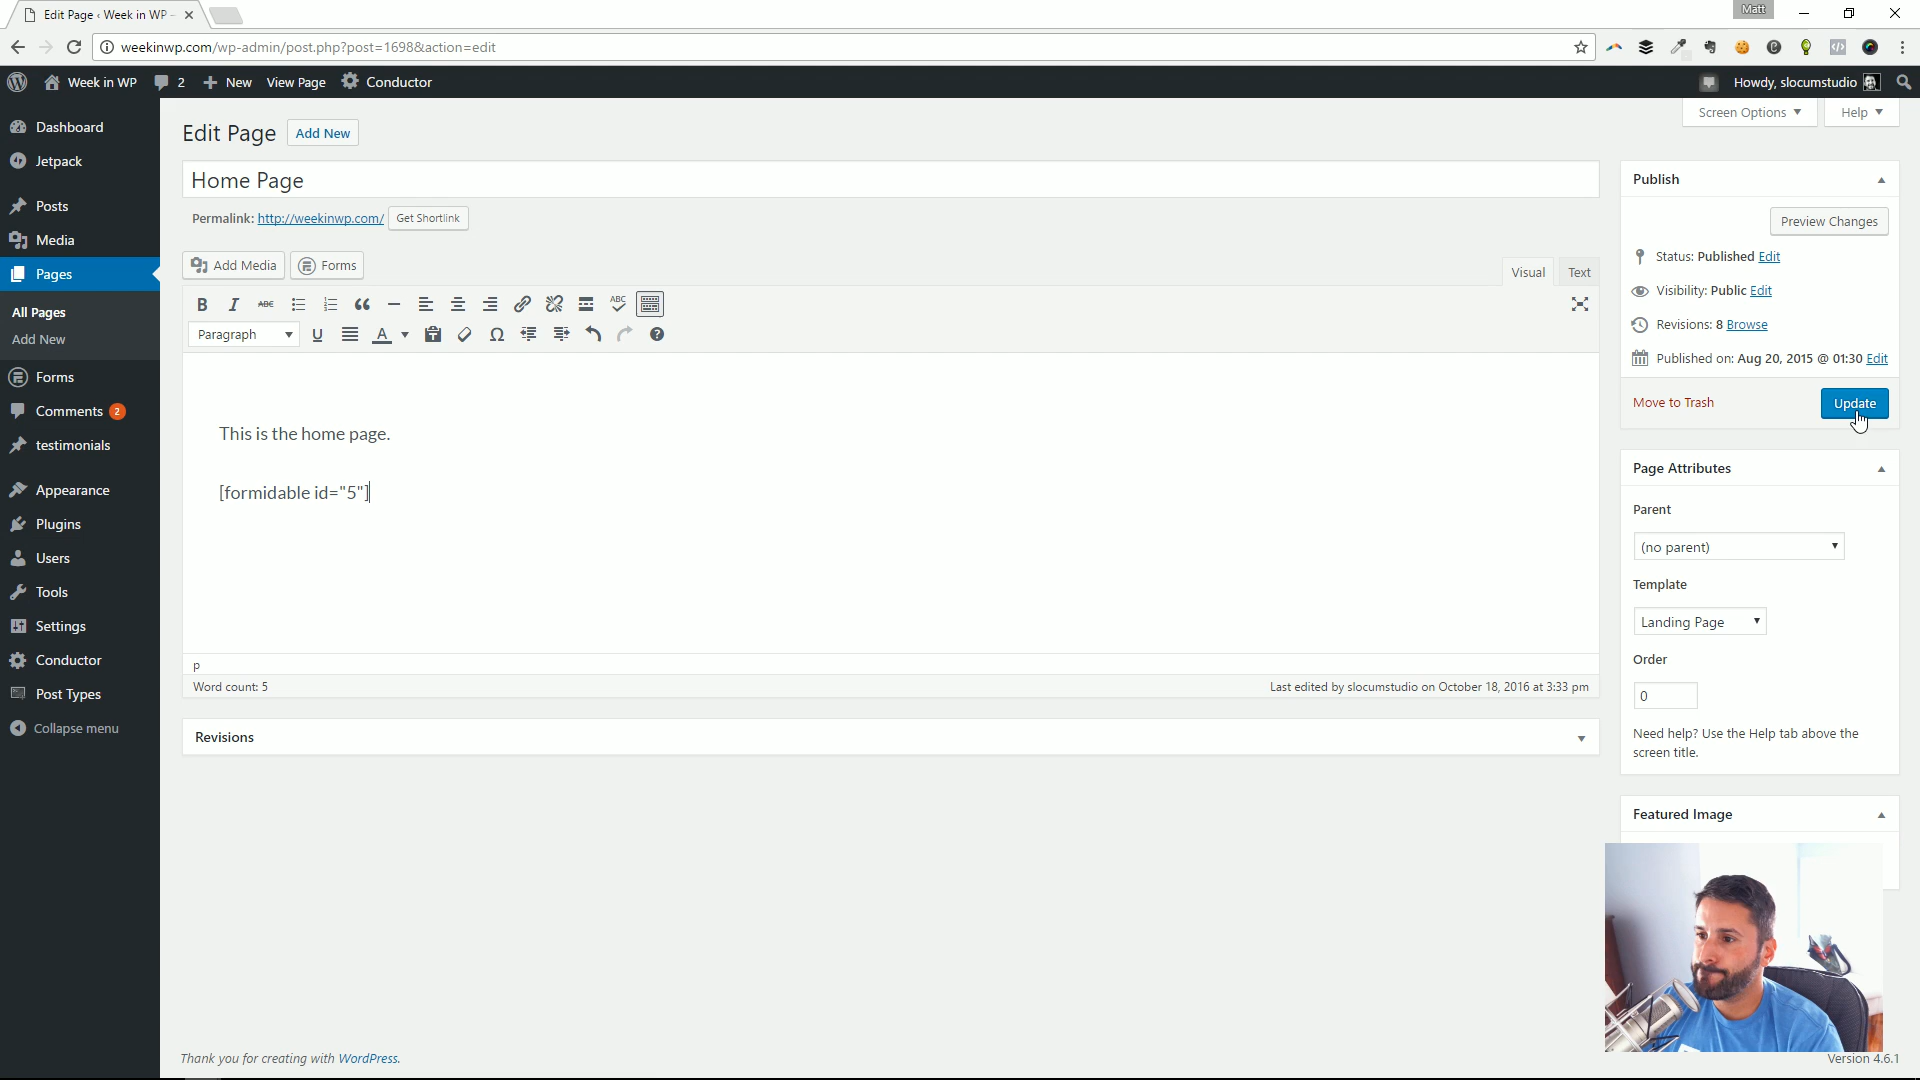 Edit Page ‹ Week in WP –
Matt
weekinwp.com/wp-admin/post.php?post=1698&action=edit
Week in WP
2
New
View Page
Conductor
Howdy, slocumstudio
Dashboard
Jetpack
Posts
Media
Pages
All Pages
Add New
Forms
Comments 2
testimonials
Appearance
Plugins
Users
Tools
Settings
Conductor
Post Types
Collapse menu
Screen Options
Help
Edit Page
Add New
Home Page
Permalink: http://weekinwp.com/ Get Shortlink
Add Media
Forms
Visual
Text
B I ABC
ABC
Paragraph
U
A
Ω
This is the home page.
[formidable id="5"]
p
Word count: 5
Last edited by slocumstudio on October 18, 2016 at 3:33 pm
Revisions
Publish
Preview Changes
Status: Published Edit
Visibility: Public Edit
Revisions: 8 Browse
Published on: Aug 20, 2015 @ 01:30 Edit
Move to Trash
Update
Page Attributes
Parent
(no parent)
Template
Landing Page
Order
0
Need help? Use the Help tab above the
screen title.
Featured Image
Thank you for creating with WordPress.
Version 4.6.1